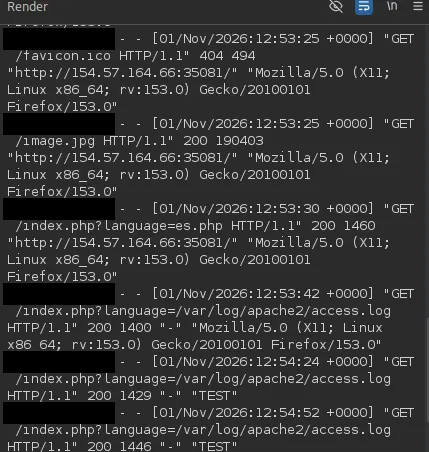 Render
\n
Firefox/153.0"
- - [01/Nov/2026:12:53:25 +0000] "GET
/favicon.ico HTTP/1.1" 404 494
"http://154.57.164.66:35081/" "Mozilla/5.0 (X11;
Linux x86_64; rv:153.0) Gecko/20100101
Firefox/153.0"
- - [01/Nov/2026:12:53:25 +0000] "GET
/image.jpg HTTP/1.1" 200 190403
"http://154.57.164.66:35081/" "Mozilla/5.0 (X11;
Linux x86_64; rv:153.0) Gecko/20100101
Firefox/153.0"
- - [01/Nov/2026:12:53:30 +0000] "GET
/index.php?language=es.php HTTP/1.1" 200 1460
"http://154.57.164.66:35081/" "Mozilla/5.0 (X11;
Linux x86_64; rv:153.0) Gecko/20100101
Firefox/153.0"
- - [01/Nov/2026:12:53:42 +0000] "GET
/index.php?language=/var/log/apache2/access.log
HTTP/1.1" 200 1400 "-" "Mozilla/5.0 (X11; Linux
x86_64; rv:153.0) Gecko/20100101 Firefox/153.0"
- - [01/Nov/2026:12:54:24 +0000] "GET
/index.php?language=/var/log/apache2/access.log
HTTP/1.1" 200 1429 "-" "TEST"
- - [01/Nov/2026:12:54:52 +0000] "GET
/index.php?language=/var/log/apache2/access.log
HTTP/1.1" 200 1446 "-" "TEST"